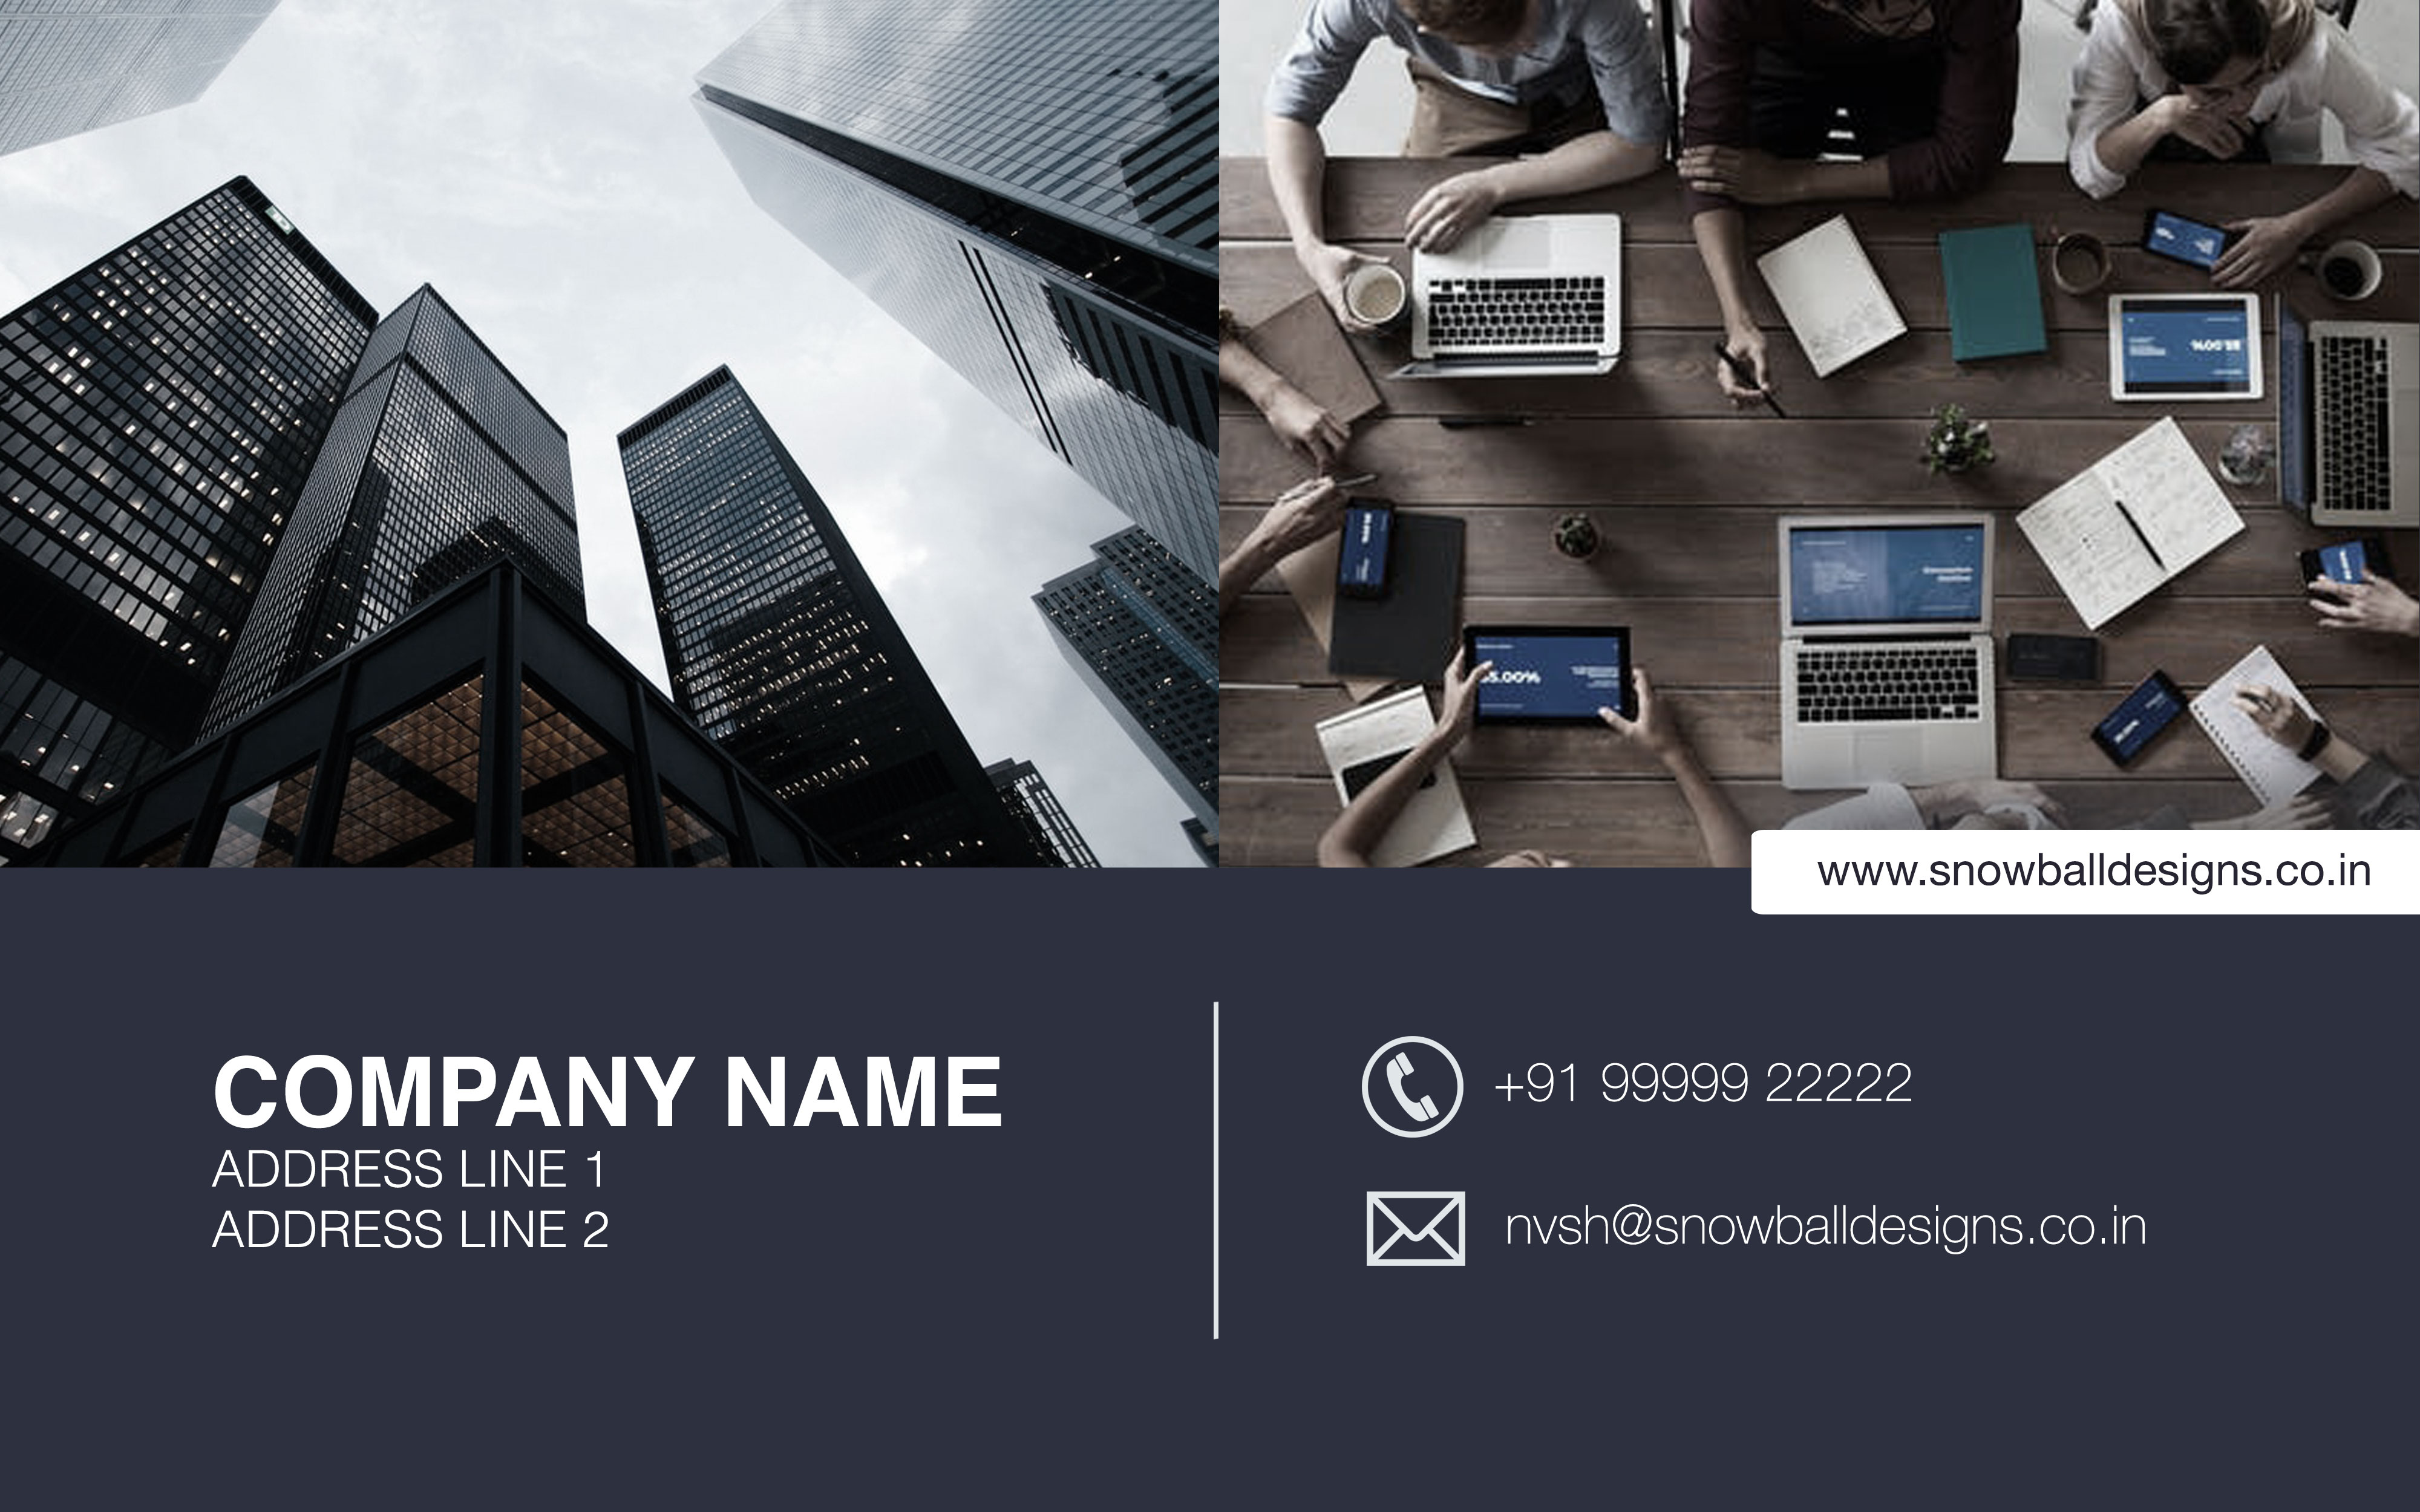 www.snowballdesigns.co.in
COMPANY NAME
ADDRESS LINE 1
ADDRESS LINE 2
+91 99999 22222
nvsh@snowballdesigns.co.in